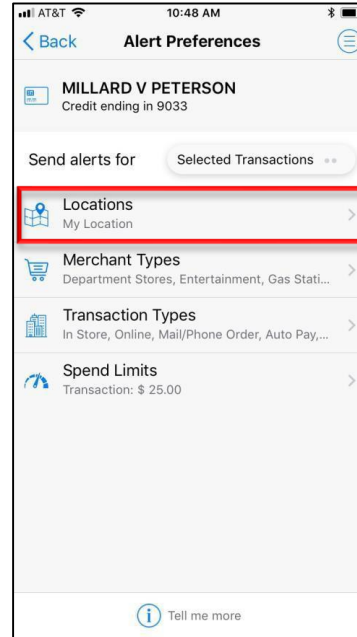 AT&T 10:48 AM
Back Alert Preferences
MILLARD V PETERSON
Credit ending in 9033
Send alerts for Selected Transactions
Locations
My Location
Merchant Types
Department Stores, Entertainment, Gas Stati...
Transaction Types
In Store, Online, Mail/Phone Order, Auto Pay,...
Spend Limits
Transaction: $ 25.00
i Tell me more